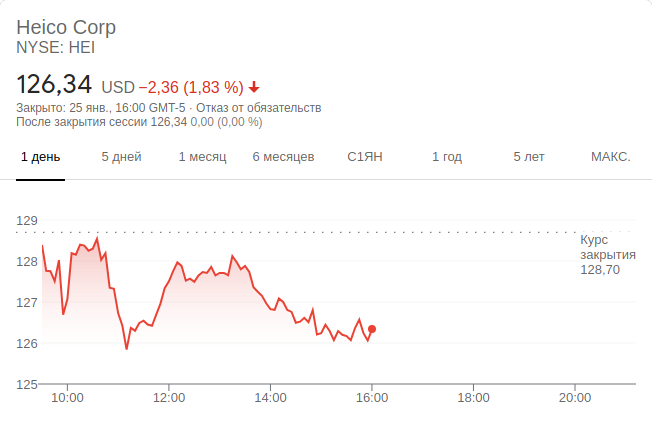 Heico Corp
NYSE: HEI
126,34 USD −2,36 (1,83 %)
Закрыто: 25 янв., 16:00 GMT-5 · Отказ от обязательств
После закрытия сессии 126,34 0,00 (0,00 %)
1 день 5 дней 1 месяц 6 месяцев С1ЯН 1 год 5 лет МАКС.
129
Курс
закрытия
128,70
128
127
126
125
10:00 12:00 14:00 16:00 18:00 20:00